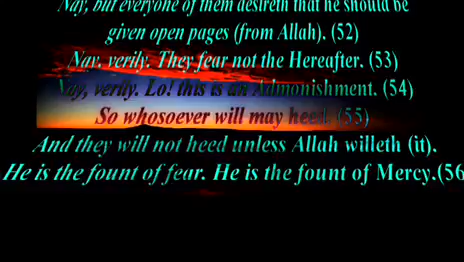 Nay, but everyone of them desireth that he should be
given open pages (from Allah). (52)
Nay, verily. They fear not the Hereafter. (53)
Nay, verily. Lo! this is an Admonishment. (54)
So whosoever will may heed. (55)
And they will not heed unless Allah willeth (it).
He is the fount of fear. He is the fount of Mercy.(56